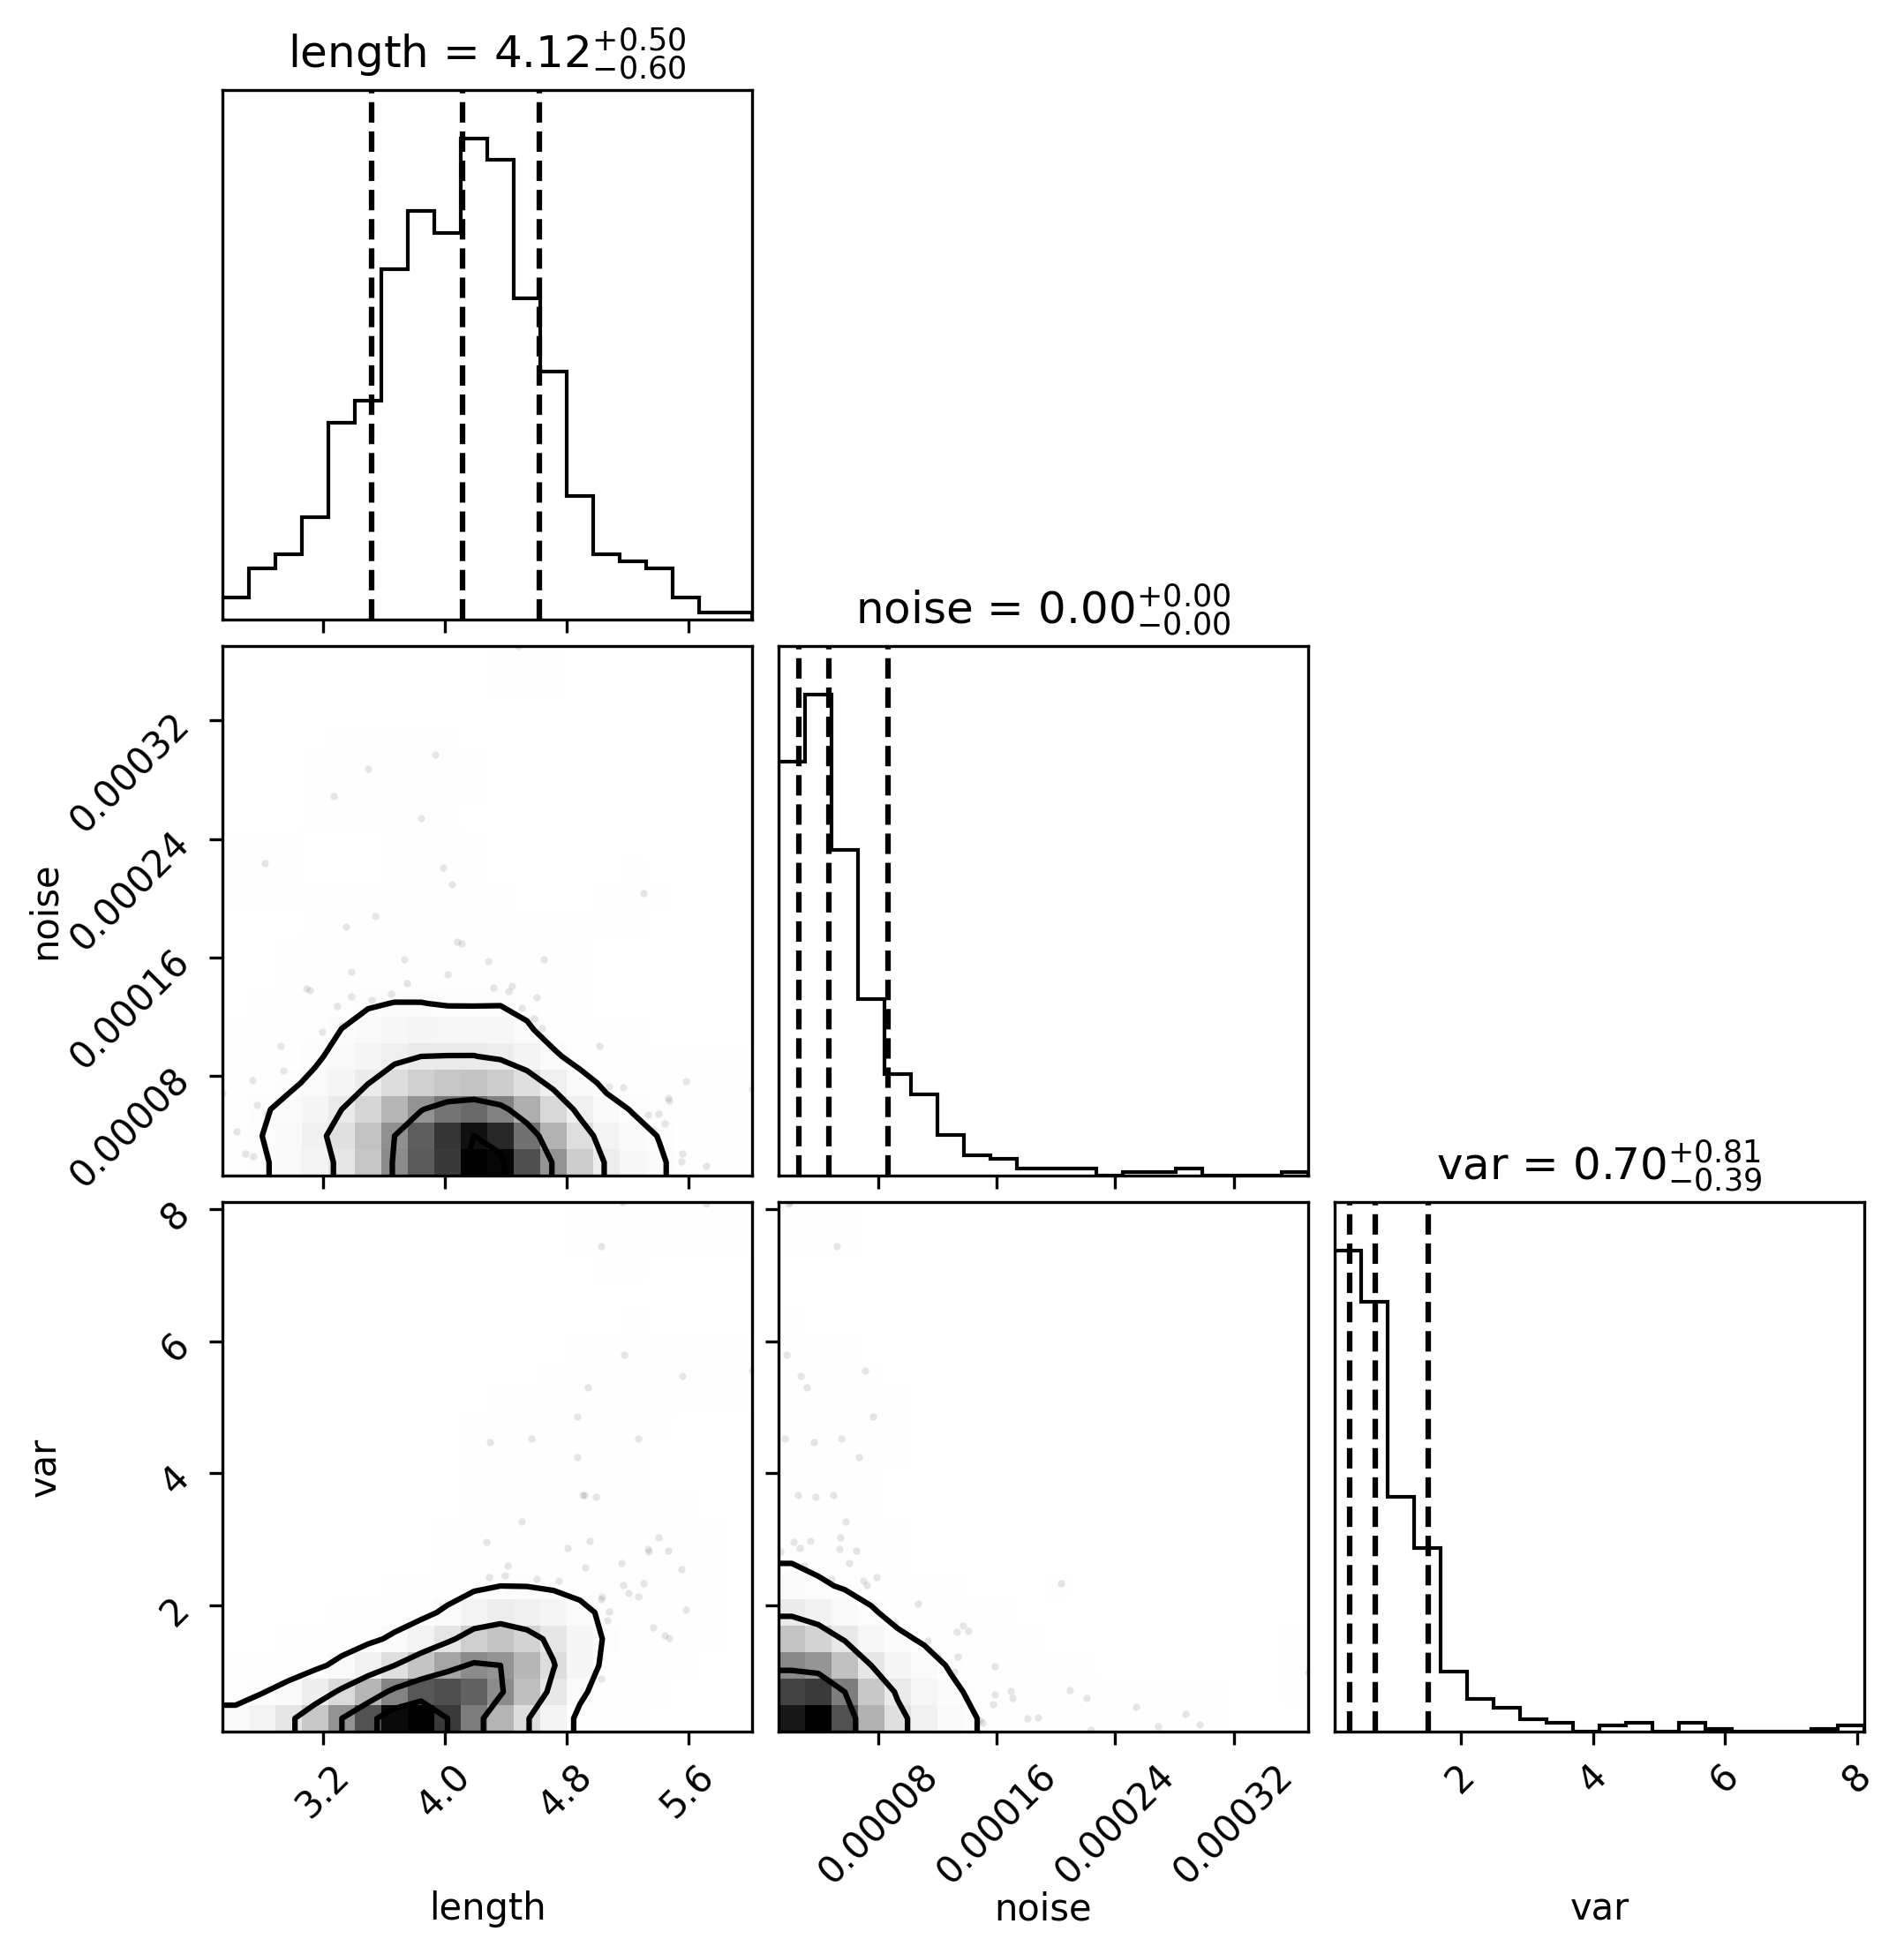 length = 4.12+0.50−0.60
noise = 0.00+0.00−0.00
0.00032
0.00024
0.00016
0.00008
noise
var = 0.70+0.81−0.39
8
6
4
2
var
3.2 4.0 4.8 5.6 0.00008 0.00016 0.00024 0.00032 2 4 6 8
length noise var